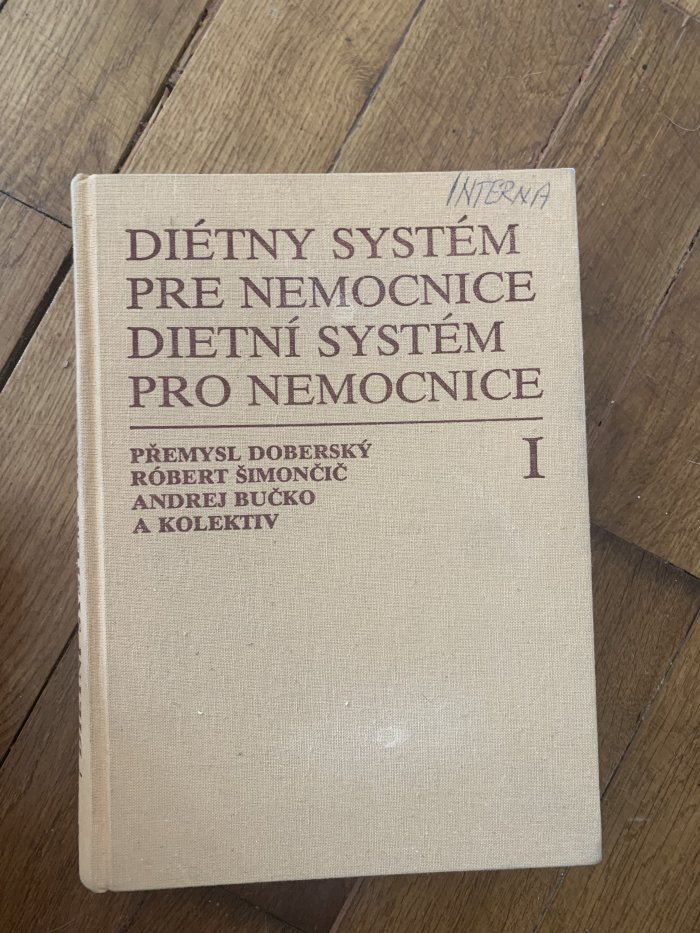 INTERNA
DIÉTNY SYSTÉM
PRE NEMOCNICE
DIETNÍ SYSTÉM
PRO NEMOCNICE
I
PŘEMYSL DOBERSKÝ
RÓBERT ŠIMONČIČ
ANDREJ BUČKO
A KOLEKTIV